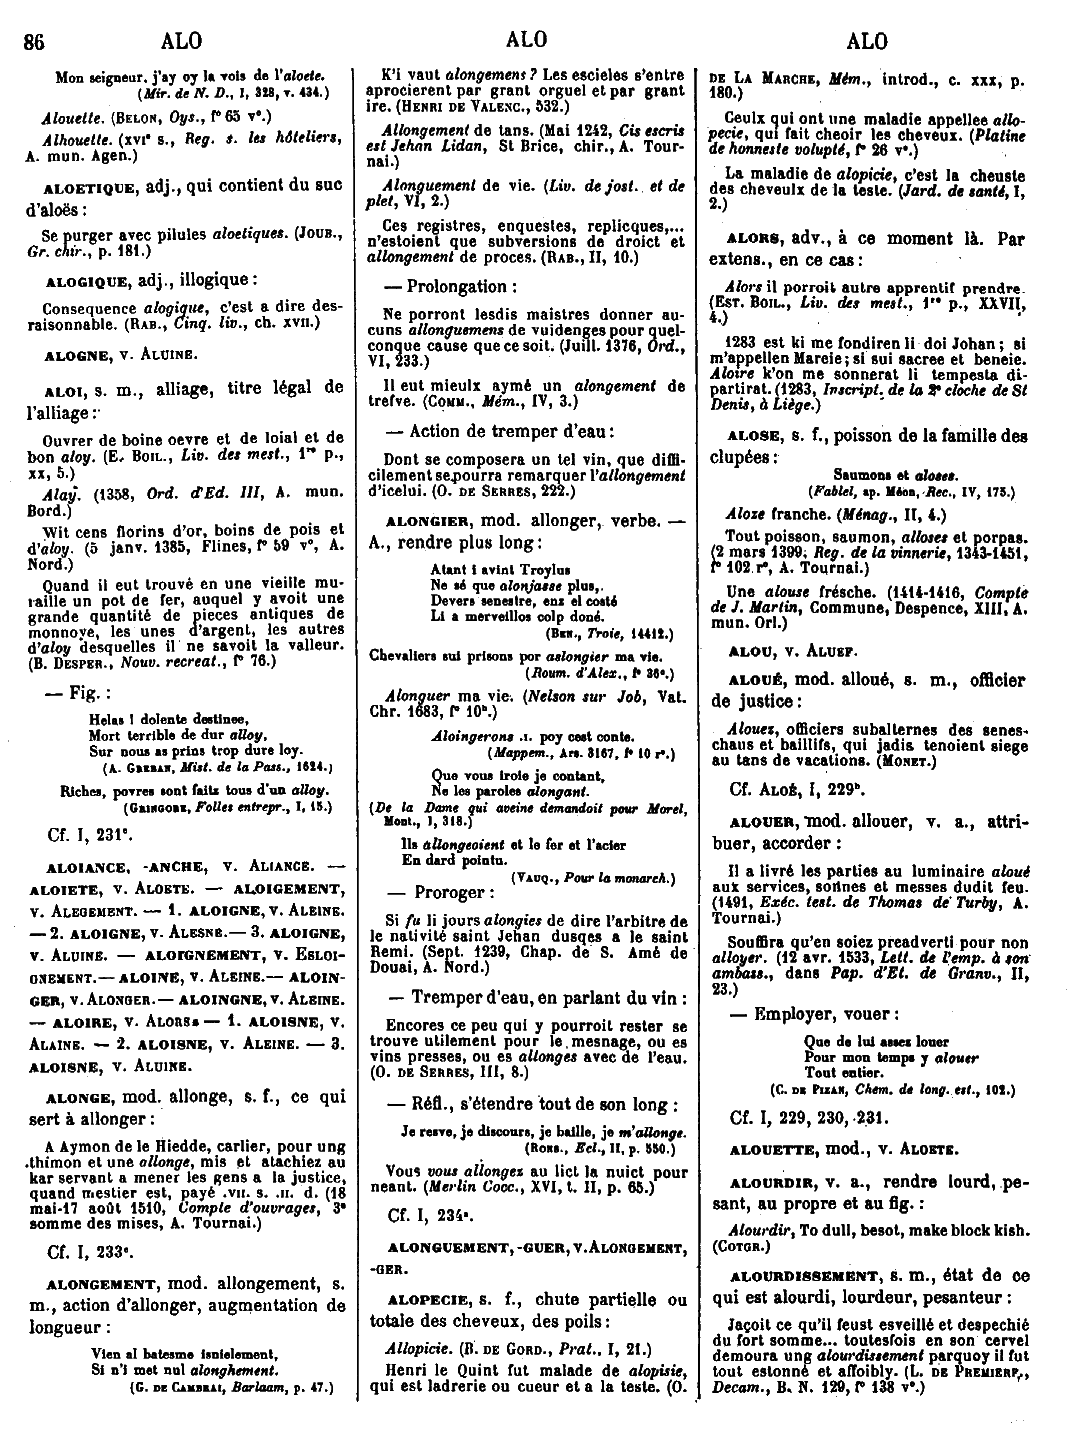 86 ALO ALO ALO
Mon seigneur, j'ay oy la vois de l'aloete.
(Mir. de N. D., I, 328, v. 434.)
Alouette. (BELON, Oys., f° 65 v°.)
Alhouette. (XVIe s., Reg. s. les hôteliers,
A. mun. Agen.)
ALOETIQUE, adj., qui contient du suc
d'aloës :
Se purger avec pilules aloetiques. (JOUB.,
Gr. chir., p. 181.)
ALOGIQUE, adj., illogique :
Consequence alogique, c'est a dire des-
raisonnable. (RAB., Cinq. liv., ch. XVII.)
ALOGNE, v. ALUINE.
ALOI, s. m., alliage, titre légal de
l'alliage :
Ouvrer de boine oevre et de loial et de
bon aloy. (E. BOIL., Liv. des mest., 1re p.,
XX, 5.)
Alay. (1358, Ord. d'Ed. III, A. mun.
Bord.)
Wit cens florins d'or, boins de pois et
d'aloy. (5 janv. 1385, Flines, f° 59 v°, A.
Nord.)
Quand il eut trouvé en une vieille mu-
raille un pot de fer, auquel y avoit une
grande quantité de pieces antiques de
monnoye, les unes d'argent, les autres
d'aloy desquelles il ne savoit la valleur.
(B. DESPER., Nouv. recreat., f° 76.)
— Fig. :
Helas ! dolente destinee,
Mort terrible de dur alloy,
Sur nous as prins trop dure loy.
(A. GREBAN, Mist. de la Pass., 1624.)
Riches, povres sont faitz tous d'un alloy.
(GRINGORE, Folles entrepr., I, 15.)
Cf. I, 231c.
ALOIANCE, -ANCHE, v. ALIANCE. —
ALOIETE, v. ALOETE. — ALOIGEMENT,
v. ALEGEMENT. — 1. ALOIGNE, v. ALEINE.
— 2. ALOIGNE, v. ALESNE. — 3. ALOIGNE,
v. ALUINE. — ALOIGNEMENT, v. ESLOI-
GNEMENT. — ALOINE, v. ALEINE. — ALOIN-
GER, v. ALONGER. — ALOINGNE, v. ALEINE.
— ALOIRE, v. ALORS. — 1. ALOISNE, v.
ALAINE. — 2. ALOISNE, v. ALEINE. — 3.
ALOISNE, v. ALUINE.
ALONGE, mod. allonge, s. f., ce qui
sert à allonger :
A Aymon de le Hiedde, carlier, pour ung
thimon et une allonge, mis et atachiez au
kar servant a mener les gens a la justice,
quand mestier est, payé .VII. s. .II. d. (18
mai-17 août 1510, Compte d'ouvrages, 3e
somme des mises, A. Tournai.)
Cf. I, 233c.
ALONGEMENT, mod. allongement, s.
m., action d'allonger, augmentation de
longueur :
Vien al batesme isnielement,
Si n'i met nul alonghement.
(G. DE CAMBRAI, Barlaam, p. 47.)
K'i vaut alongemens ? Les escieles s'entre
aprocierent par grant orguel et par grant
ire. (HENRI DE VALENC., 532.)
Allongement de tans. (Mai 1242, Cis escris
est Jehan Lidan, St Brice, chir., A. Tour-
nai.)
Alonguement de vie. (Liv. de jost. et de
plet, VI, 2.)
Ces registres, enquestes, replicques,...
n'estoient que subversions de droict et
allongement de proces. (RAB., II, 10.)
— Prolongation :
Ne porront lesdis maistres donner au-
cuns allonguemens de vuidenges pour quel-
conque cause que ce soit. (Juill. 1376, Ord.,
VI, 233.)
Il eut mieulx aymé un alongement de
trefve. (COMM., Mém., IV, 3.)
— Action de tremper d'eau :
Dont se composera un tel vin, que diffi-
cilement se pourra remarquer l'allongement
d'icelui. (O. DE SERRES, 222.)
ALONGIER, mod. allonger, verbe. —
A., rendre plus long :
Atant i avint Troylus
Ne sé que alonjasse plus,
Devers senestre, enz el costé
Li a merveillos colp doné.
(BEN., Troie, 14412.)
Chevaliers sui prisons por aslongier ma vie.
(Roum. d'Alex., f° 36a.)
Alonguer ma vie. (Nelson sur Job, Vat.
Chr. 1683, f° 10b.)
Aloingerons .I. poy cest conte.
(Mappem., Ars. 3167, f° 10 r°.)
Que vous iroie je contant,
Ne les paroles alongant.
(De la Dame qui aveine demandoit pour Morel,
Mont., I, 318.)
Ils allongeoient et le fer et l'acier
En dard pointu.
(VAUQ., Pour la monarch.)
— Proroger :
Si fu li jours alongies de dire l'arbitre de
le nativité saint Jehan dusqes a le saint
Remi. (Sept. 1239, Chap. de S. Amé de
Douai, A. Nord.)
— Tremper d'eau, en parlant du vin :
Encores ce peu qui y pourroit rester se
trouve utilement pour le mesnage, ou es
vins presses, ou es allonges avec de l'eau.
(O. DE SERRES, III, 8.)
— Réfl., s'étendre tout de son long :
Je resve, je discours, je baille, je m'allonge.
(RONS., Ecl., II, p. 550.)
Vous vous allongez au lict la nuict pour
neant. (Merlin Cocc., XVI, t. II, p. 65.)
Cf. I, 234a.
ALONGUEMENT, -GUER, v. ALONGEMENT,
-GER.
ALOPECIE, s. f., chute partielle ou
totale des cheveux, des poils :
Allopicie. (B. DE GORD., Prat., I, 21.)
Henri le Quint fut malade de alopisie,
qui est ladrerie ou cueur et a la teste. (O.
DE LA MARCHE, Mém., introd., c. XXX, p.
180.)
Ceulx qui ont une maladie appellee allo-
pecie, qui fait cheoir les cheveux. (Platine
de honneste volupté, f° 26 v°.)
La maladie de alopicie, c'est la cheuste
des cheveulx de la teste. (Jard. de santé, I,
2.)
ALORS, adv., à ce moment là. Par
extens., en ce cas :
Alors il porroit autre apprentif prendre.
(EST. BOIL., Liv. des mest., 1re p., XXVII,
4.)
1283 est ki me fondiren li doi Johan ; si
m'appellen Mareie ; si sui sacree et beneie.
Aloire k'on me sonnerat li tempesta di-
partirat. (1283, Inscript. de la 2e cloche de St
Denis, à Liège.)
ALOSE, s. f., poisson de la famille des
clupées :
Saumons et aloses.
(Fablel, ap. Méon, Rec., IV, 175.)
Aloze franche. (Ménag., II, 4.)
Tout poisson, saumon, alloses et porpas.
(2 mars 1399, Reg. de la vinnerie, 1343-1451,
f° 102 r°, A. Tournai.)
Une alouse frésche. (1414-1416, Compte
de J. Martin, Commune, Despence, XIII, A.
mun. Orl.)
ALOU, v. ALUEF.
ALOUÉ, mod. alloué, s. m., officier
de justice :
Alouez, officiers subalternes des senes-
chaus et baillifs, qui jadis tenoient siege
au tans de vacations. (MONET.)
Cf. ALOÉ, I, 229b.
ALOUER, mod. allouer, v. a., attri-
buer, accorder :
Il a livré les parties au luminaire aloué
aux services, sonnes et messes dudit feu.
(1491, Exéc. test. de Thomas de Turby, A.
Tournai.)
Souffira qu'en soiez preadverti pour non
alloyer. (12 avr. 1533, Lett. de l'emp. à son
ambass., dans Pap. d'Et. de Granv., II,
23.)
— Employer, vouer :
Que de lui assez louer
Pour mon temps y alouer
Tout entier.
(C. DE PIZAN, Chem. de long. est., 102.)
Cf. I, 229, 230, 231.
ALOUETTE, mod., v. ALOETE.
ALOURDIR, v. a., rendre lourd, pe-
sant, au propre et au fig. :
Alourdir, To dull, besot, make block kish.
(COTGR.)
ALOURDISSEMENT, s. m., état de ce
qui est alourdi, lourdeur, pesanteur :
Jaçoit ce qu'il feust esveillé et despechié
du fort somme... toutesfois en son cervel
demoura ung alourdissement parquoy il fut
tout estonné et affoibly. (L. DE PREMIERF.,
Decam., B. N. 129, f° 138 v°.)